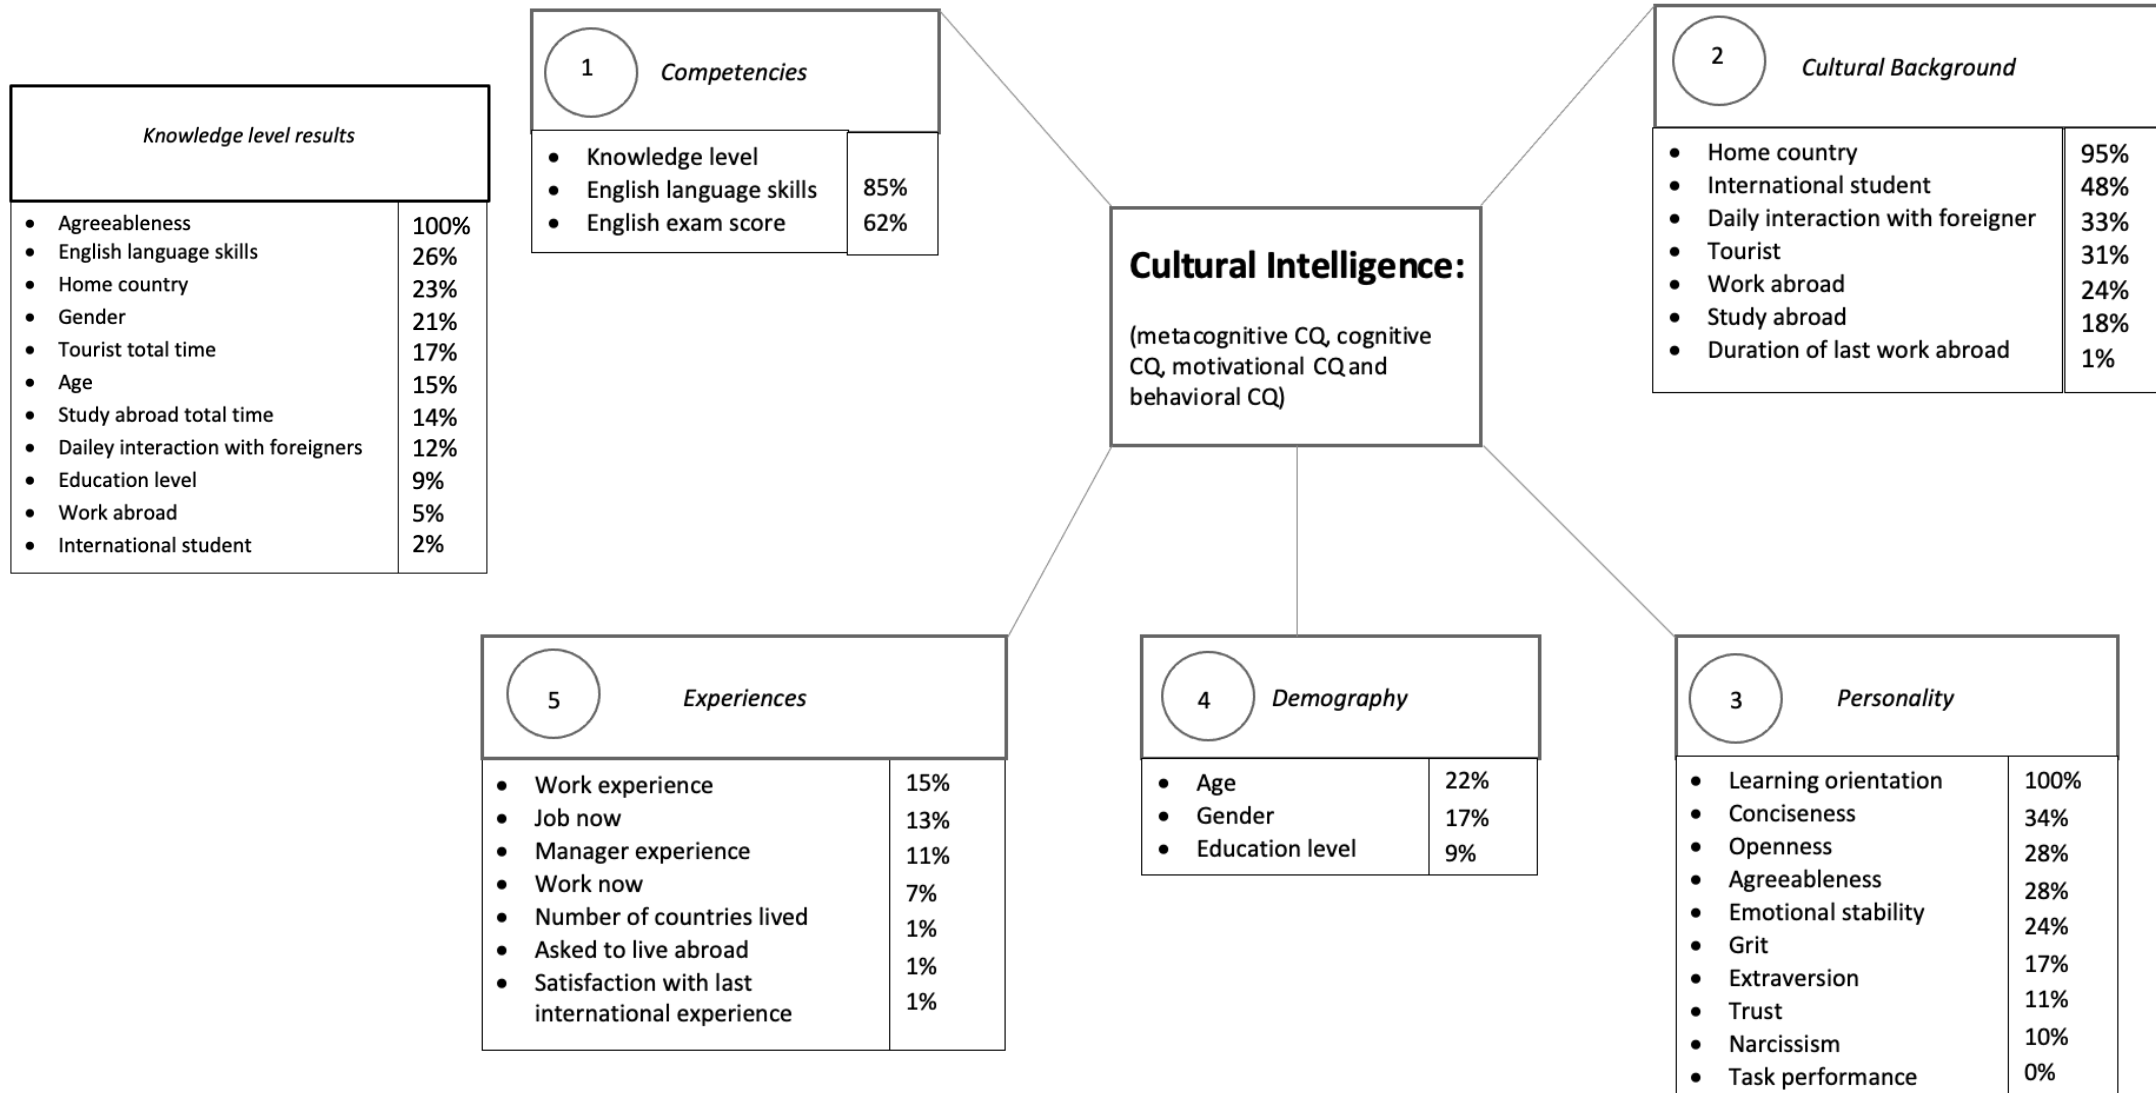 Knowledge level results
• Agreeableness 100%
• English language skills 26%
• Home country 23%
• Gender 21%
• Tourist total time 17%
• Age 15%
• Study abroad total time 14%
• Dailey interaction with foreigners 12%
• Education level 9%
• Work abroad 5%
• International student 2%
1 Competencies
• Knowledge level
• English language skills 85%
• English exam score 62%
2 Cultural Background
• Home country 95%
• International student 48%
• Daily interaction with foreigner 33%
• Tourist 31%
• Work abroad 24%
• Study abroad 18%
• Duration of last work abroad 1%
Cultural Intelligence:
(metacognitive CQ, cognitive
CQ, motivational CQ and
behavioral CQ)
5 Experiences
• Work experience 15%
• Job now 13%
• Manager experience 11%
• Work now 7%
• Number of countries lived 1%
• Asked to live abroad 1%
• Satisfaction with last 1%
international experience
4 Demography
• Age 22%
• Gender 17%
• Education level 9%
3 Personality
• Learning orientation 100%
• Conciseness 34%
• Openness 28%
• Agreeableness 28%
• Emotional stability 24%
• Grit 17%
• Extraversion 11%
• Trust 10%
• Narcissism 0%
• Task performance